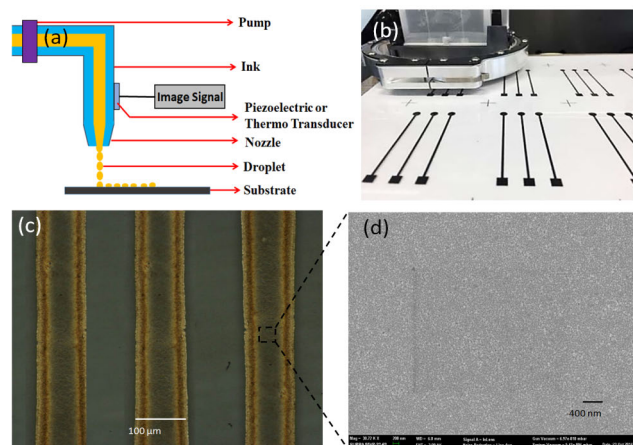 Pump
(a)
Ink
Image Signal
Piezoelectric or
Thermo Transducer
Nozzle
Droplet
Substrate
(b)
(c)
100 µm
(d)
400 nm